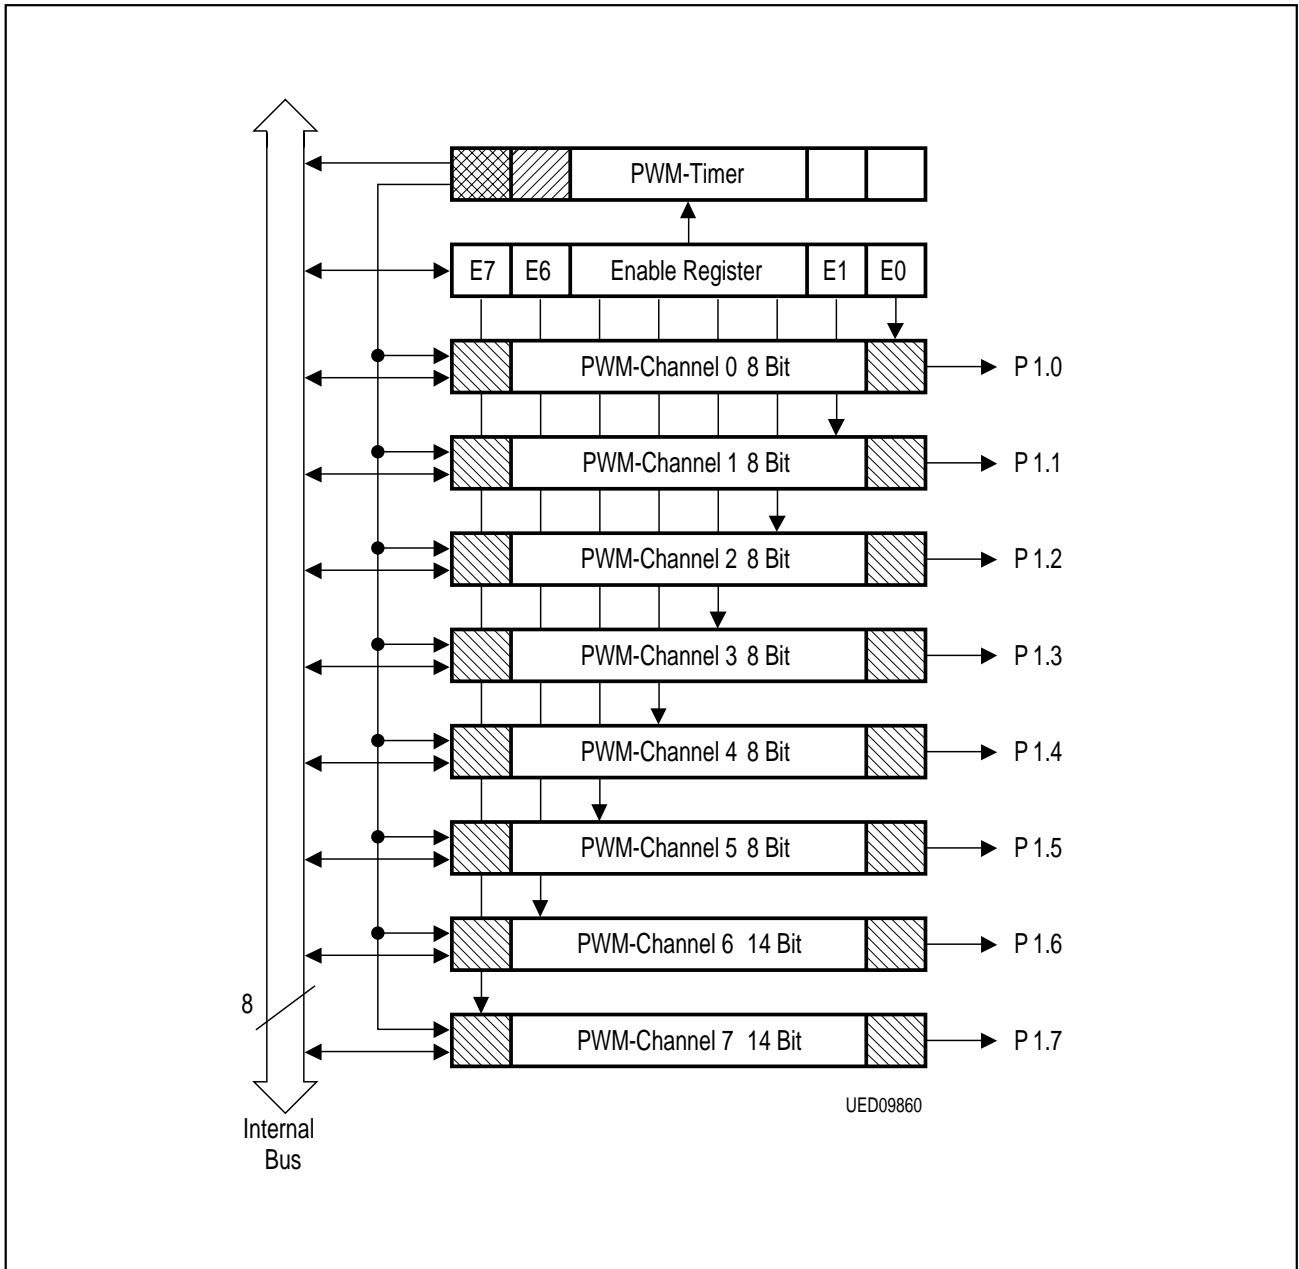 PWM-Timer
E7 E6 Enable Register E1 E0
PWM-Channel 0 8 Bit P 1.0
PWM-Channel 1 8 Bit P 1.1
PWM-Channel 2 8 Bit P 1.2
PWM-Channel 3 8 Bit P 1.3
PWM-Channel 4 8 Bit P 1.4
PWM-Channel 5 8 Bit P 1.5
PWM-Channel 6 14 Bit P 1.6
8
PWM-Channel 7 14 Bit P 1.7
UED09860
Internal
Bus